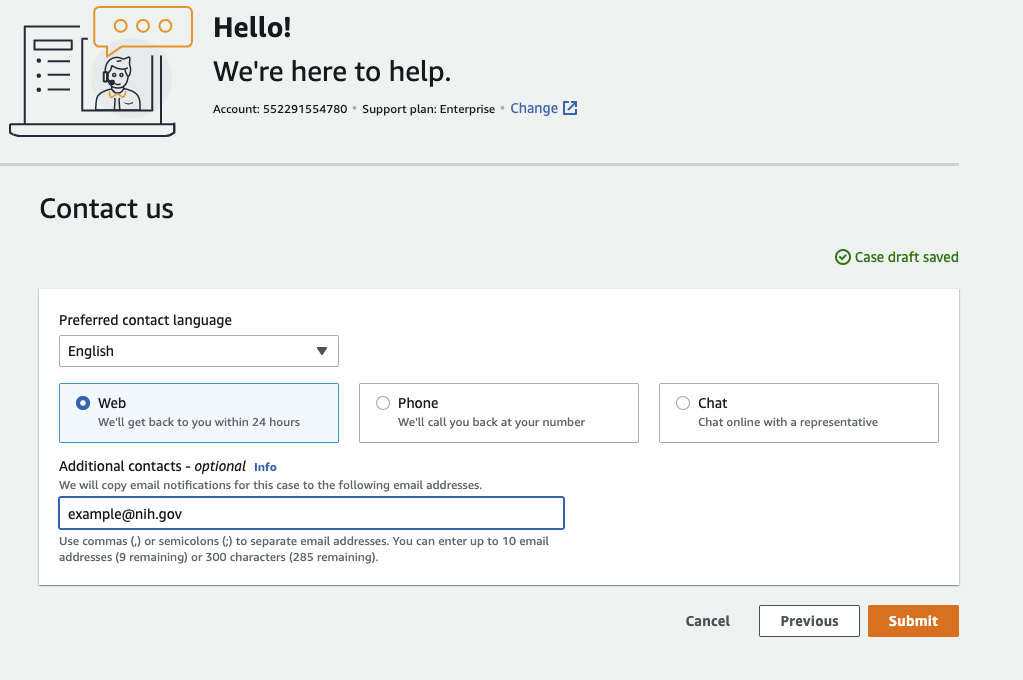 Hello!
We're here to help.
Account: 552291554780 • Support plan: Enterprise • Change
Contact us
Case draft saved
Preferred contact language
English
Web
We'll get back to you within 24 hours
Phone
We'll call you back at your number
Chat
Chat online with a representative
Additional contacts - optional Info
We will copy email notifications for this case to the following email addresses.
example@nih.gov
Use commas (,) or semicolons (;) to separate email addresses. You can enter up to 10 email
addresses (9 remaining) or 300 characters (285 remaining).
Cancel
Previous
Submit